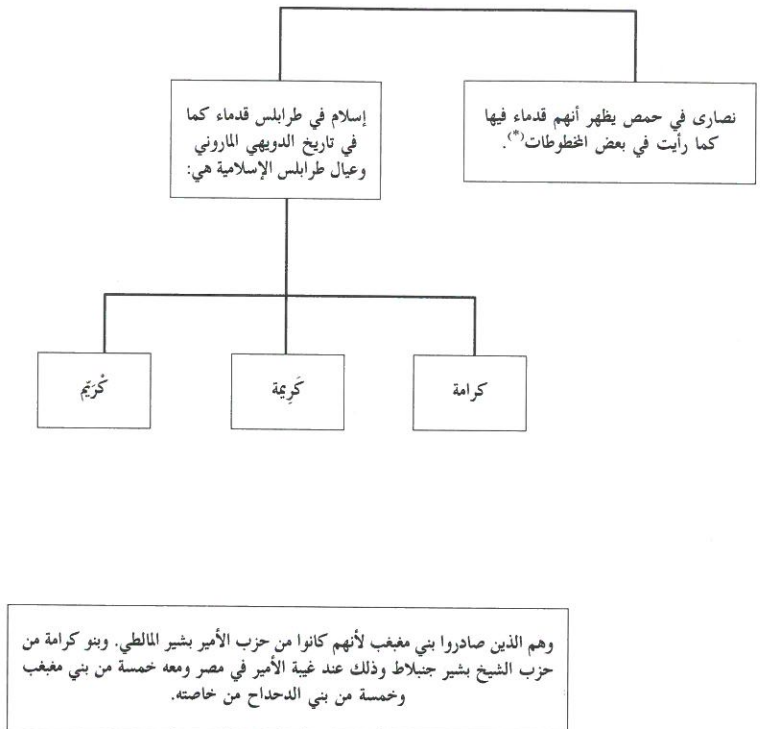 نصارى في حمص يظهر أنهم قدماء فيها
كما رأيت في بعض المخطوطات(*).
إسلام في طرابلس قدماء كما
في تاريخ الدويهي الماروني
وعيال طرابلس الإسلامية هي:
كرامة
كَرِيمة
كْرَيِّم
وهم الذين صادروا بني مغبغب لأنهم كانوا من حزب الأمير بشير المالطي. وبنو كرامة من
حزب الشيخ بشير جنبلاط وذلك عند غيبة الأمير في مصر ومعه خمسة من بني مغبغب
وخمسة من بني الدحداح من خاصته.